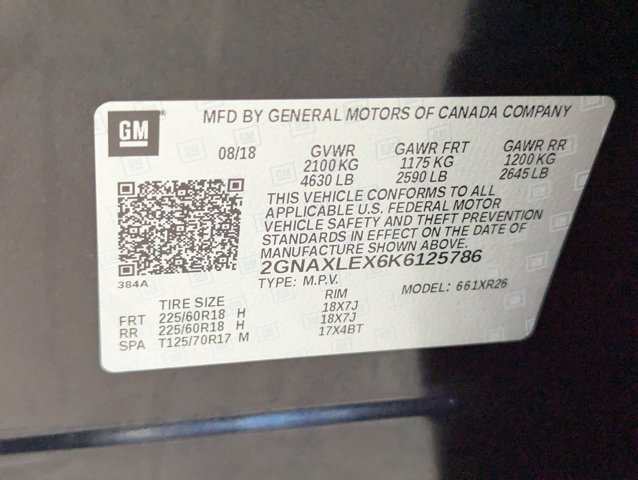 GM
MFD BY GENERAL MOTORS OF CANADA COMPANY
08/18 GVWR GAWR FRT GAWR RR
2100 KG 1175 KG 1200 KG
4630 LB 2590 LB 2645 LB
THIS VEHICLE CONFORMS TO ALL
APPLICABLE U.S. FEDERAL MOTOR
VEHICLE SAFETY AND THEFT PREVENTION
STANDARDS IN EFFECT ON THE DATE OF
MANUFACTURE SHOWN ABOVE.
2GNAXLEX6K6125786
384A
TYPE: M.P.V. MODEL: 661XR26
TIRE SIZE RIM
FRT 225/60R18 H 18X7J
RR 225/60R18 H 18X7J
SPA T125/70R17 M 17X4BT